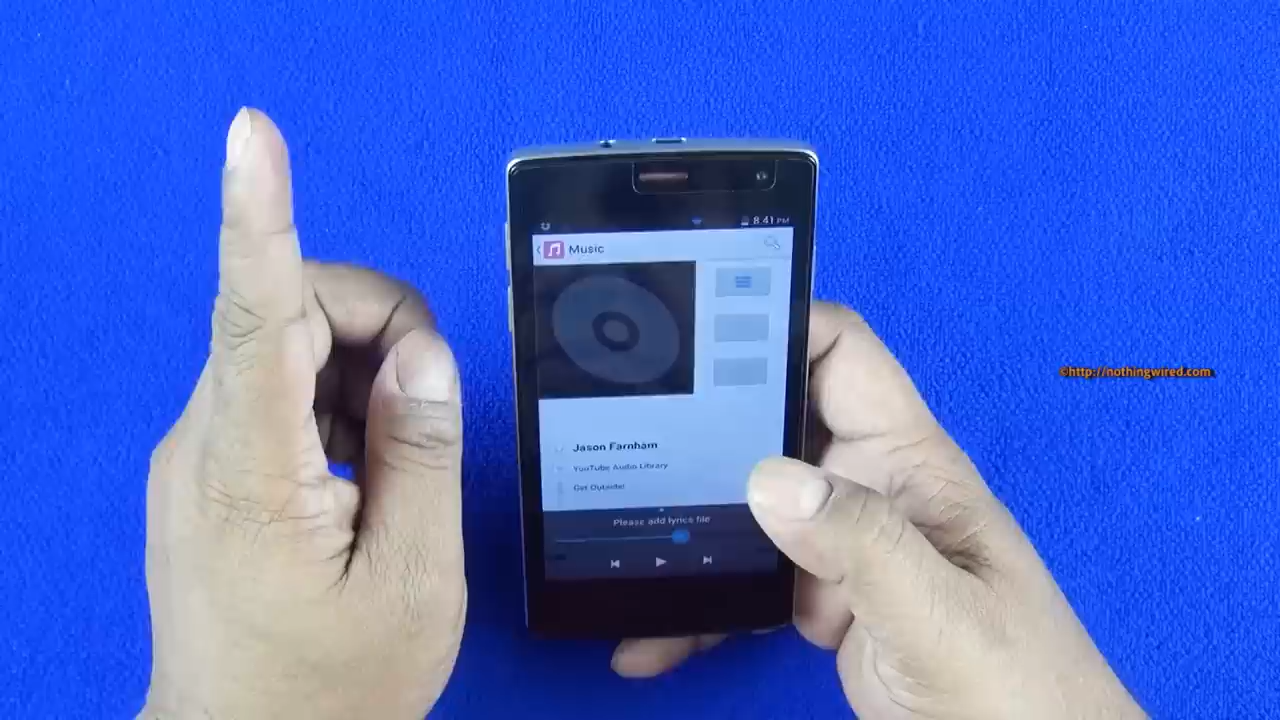 8:41 PM
Music
Jason Farnham
YouTube Audio Library
Get Outside!
Please add lyrics file
©http://nothingwired.com